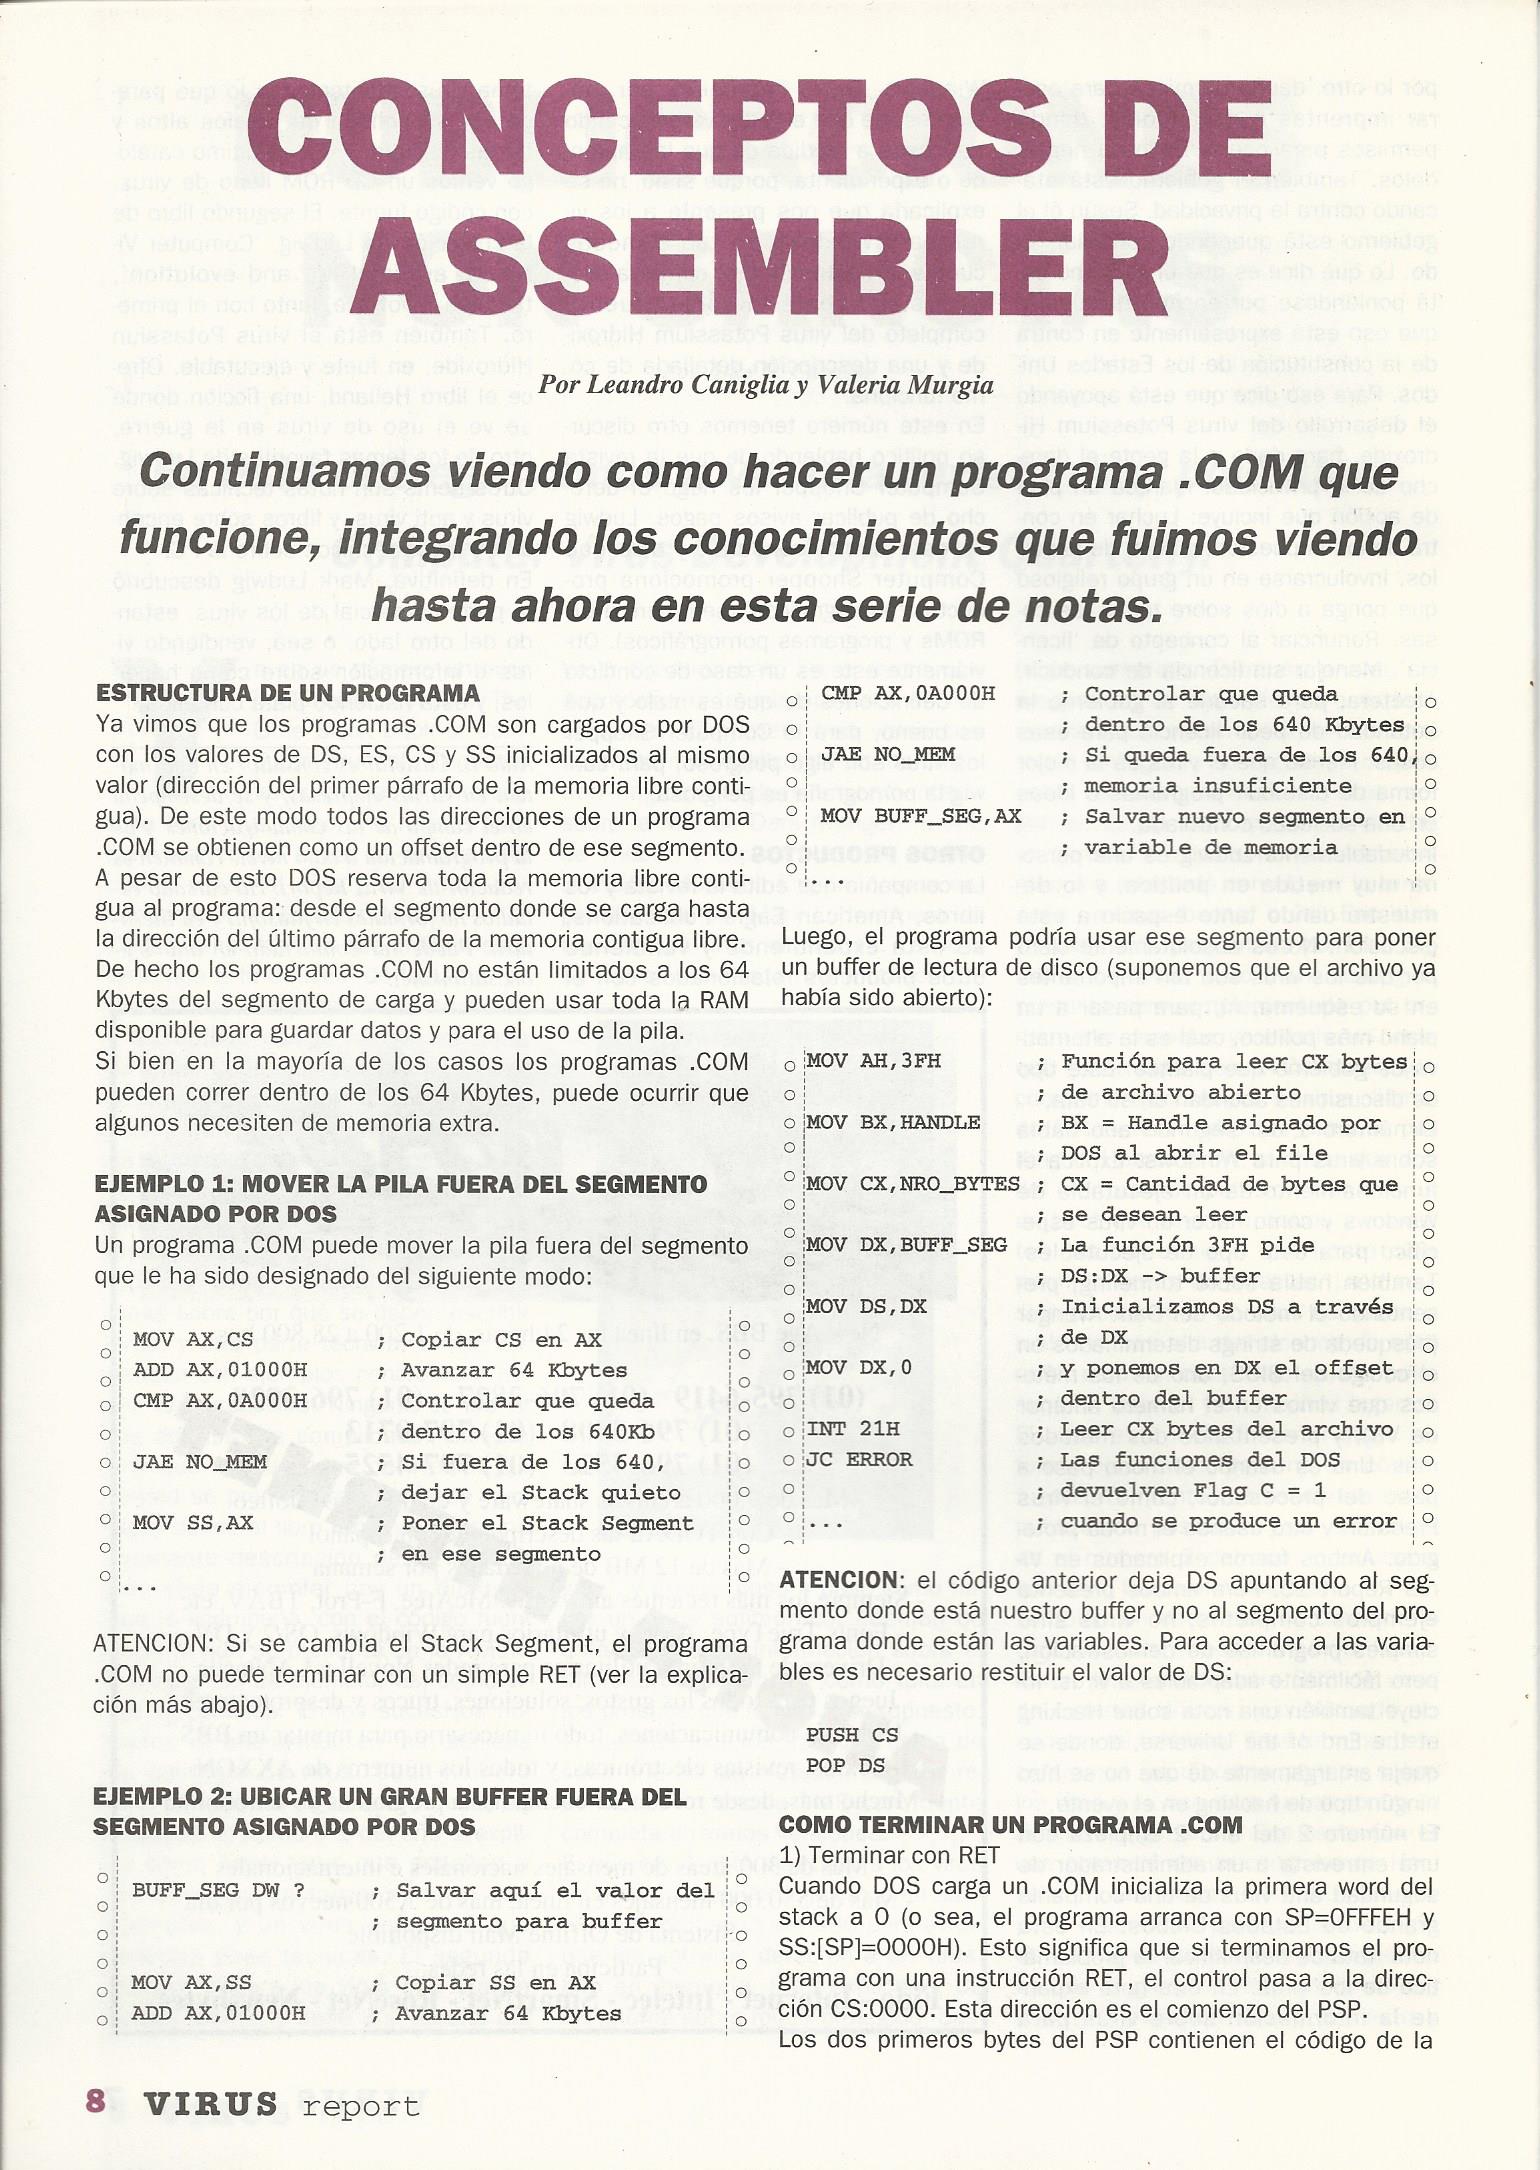 CONCEPTOS DE
ASSEMBLER
Por Leandro Caniglia y Valeria Murgia
Continuamos viendo como hacer un programa .COM que
funcione, integrando los conocimientos que fuimos viendo
hasta ahora en esta serie de notas.
ESTRUCTURA DE UN PROGRAMA
Ya vimos que los programas .COM son cargados por DOS
con los valores de DS, ES, CS y SS inicializados al mismo
valor (dirección del primer párrafo de la memoria libre conti-
gua). De este modo todos las direcciones de un programa
.COM se obtienen como un offset dentro de ese segmento.
A pesar de esto DOS reserva toda la memoria libre conti-
gua al programa: desde el segmento donde se carga hasta
la dirección del último párrafo de la memoria contigua libre.
De hecho los programas .COM no están limitados a los 64
Kbytes del segmento de carga y pueden usar toda la RAM
disponible para guardar datos y para el uso de la pila.
Si bien en la mayoría de los casos los programas .COM
pueden correr dentro de los 64 Kbytes, puede ocurrir que
algunos necesiten de memoria extra.
EJEMPLO 1: MOVER LA PILA FUERA DEL SEGMENTO
ASIGNADO POR DOS
Un programa .COM puede mover la pila fuera del segmento
que le ha sido designado del siguiente modo:
MOV AX,CS ; Copiar CS en AX
ADD AX,01000H ; Avanzar 64 Kbytes
CMP AX,0A000H ; Controlar que queda
; dentro de los 640Kb
JAE NO_MEM ; Si fuera de los 640,
; dejar el Stack quieto
MOV SS,AX ; Poner el Stack Segment
; en ese segmento
...
ATENCION: Si se cambia el Stack Segment, el programa
.COM no puede terminar con un simple RET (ver la explica-
ción más abajo).
EJEMPLO 2: UBICAR UN GRAN BUFFER FUERA DEL
SEGMENTO ASIGNADO POR DOS
BUFF_SEG DW ? ; Salvar aquí el valor del
; segmento para buffer
MOV AX,SS ; Copiar SS en AX
ADD AX,01000H ; Avanzar 64 Kbytes
CMP AX,0A000H ; Controlar que queda
; dentro de los 640 Kbytes
JAE NO_MEM ; Si queda fuera de los 640,
; memoria insuficiente
MOV BUFF_SEG,AX ; Salvar nuevo segmento en
; variable de memoria
...
Luego, el programa podría usar ese segmento para poner
un buffer de lectura de disco (suponemos que el archivo ya
había sido abierto):
MOV AH,3FH ; Función para leer CX bytes
; de archivo abierto
MOV BX,HANDLE ; BX = Handle asignado por
; DOS al abrir el file
MOV CX,NRO_BYTES ; CX = Cantidad de bytes que
; se desean leer
MOV DX,BUFF_SEG ; La función 3FH pide
; DS:DX -> buffer
MOV DS,DX ; Inicializamos DS a través
; de DX
MOV DX,0 ; y ponemos en DX el offset
; dentro del buffer
INT 21H ; Leer CX bytes del archivo
JC ERROR ; Las funciones del DOS
; devuelven Flag C = 1
... ; cuando se produce un error
ATENCION: el código anterior deja DS apuntando al seg-
mento donde está nuestro buffer y no al segmento del pro-
grama donde están las variables. Para acceder a las varia-
bles es necesario restituir el valor de DS:
PUSH CS
POP DS
COMO TERMINAR UN PROGRAMA .COM
1) Terminar con RET
Cuando DOS carga un .COM inicializa la primera word del
stack a 0 (o sea, el programa arranca con SP=0FFFEH y
SS:[SP]=0000H). Esto significa que si terminamos el pro-
grama con una instrucción RET, el control pasa a la direc-
ción CS:0000. Esta dirección es el comienzo del PSP.
Los dos primeros bytes del PSP contienen el código de la
8 VIRUS report